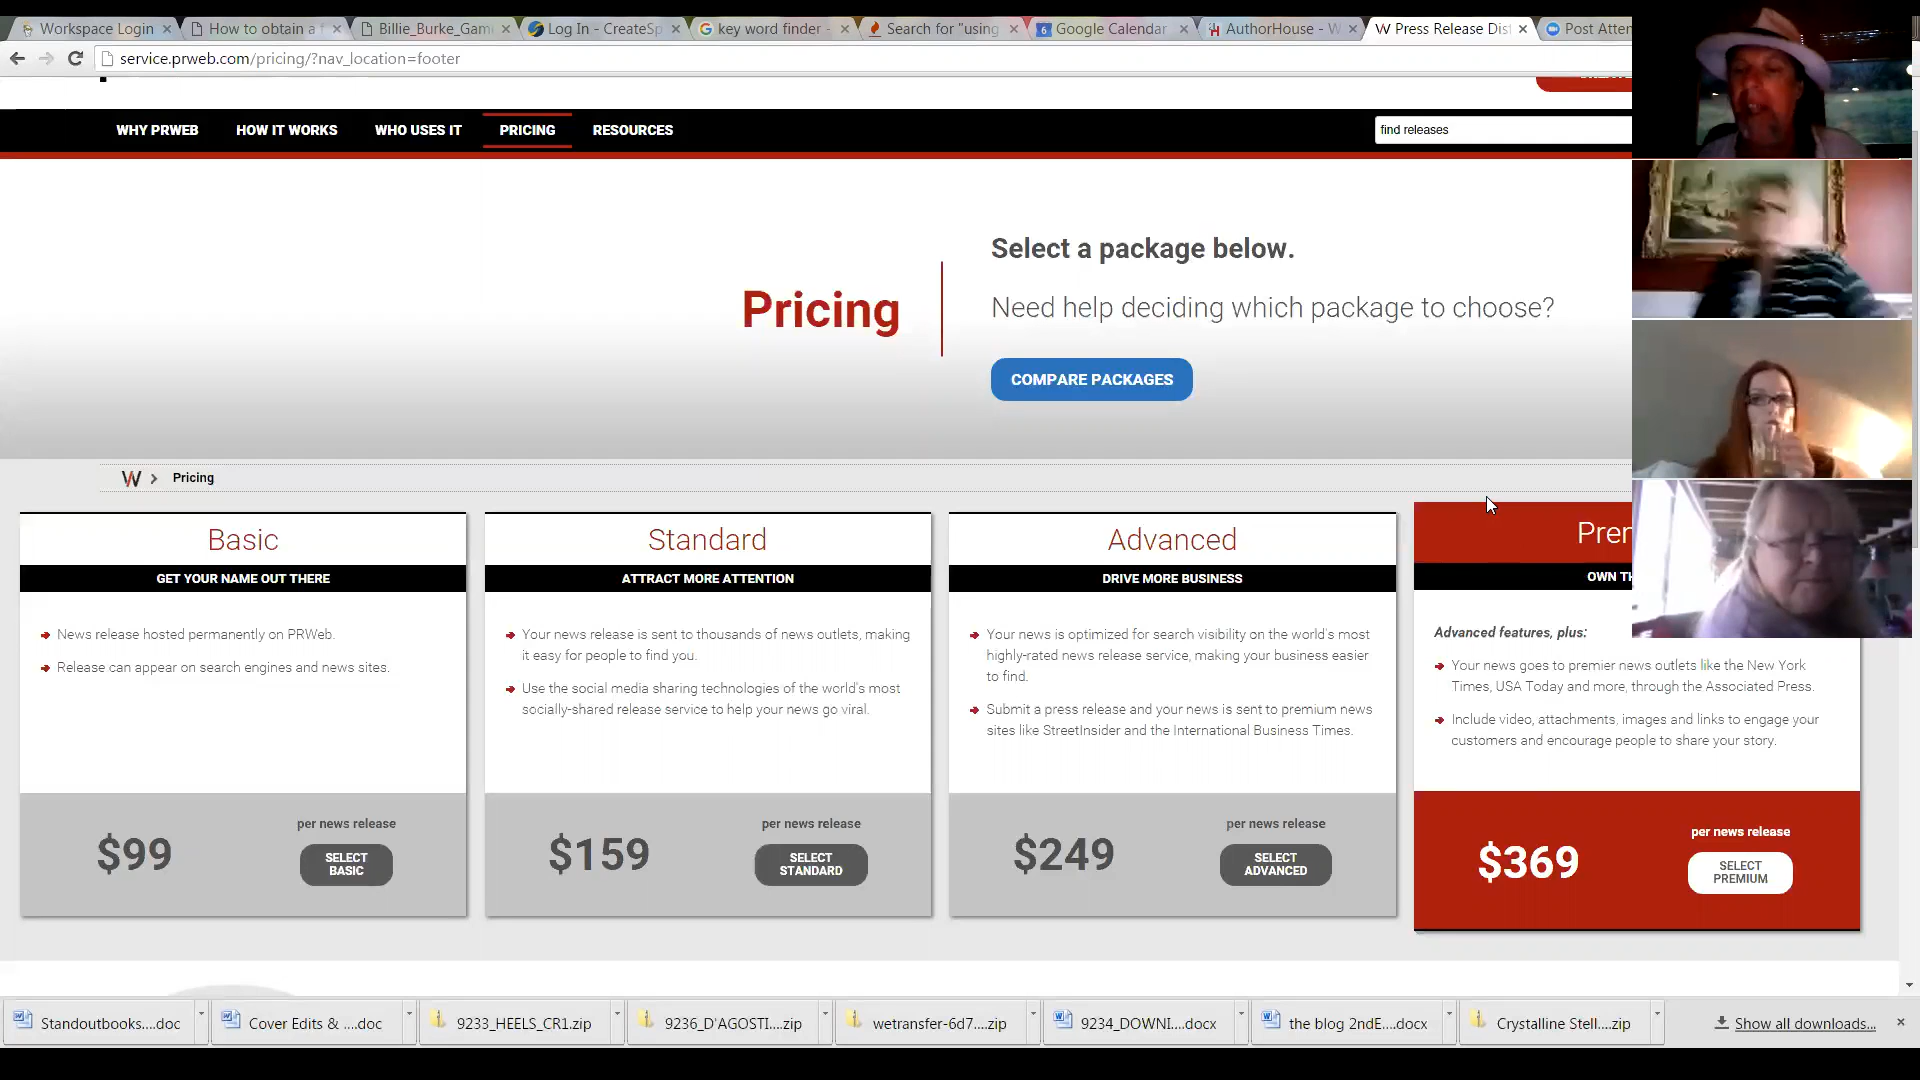 Workspace Login
How to obtain a f
Billie_Burke_Gam
Log In - CreateSp
key word finder -
Search for "using
Google Calendar
AuthorHouse - W
W Press Release Dis
Post Atten
service.prweb.com/pricing/?nav_location=footer
WHY PRWEB
HOW IT WORKS
WHO USES IT
PRICING
RESOURCES
find releases
Pricing
Select a package below.
Need help deciding which package to choose?
COMPARE PACKAGES
W > Pricing
Basic
GET YOUR NAME OUT THERE
News release hosted permanently on PRWeb.
Release can appear on search engines and news sites.
$99
per news release
SELECT
BASIC
Standard
ATTRACT MORE ATTENTION
Your news release is sent to thousands of news outlets, making
it easy for people to find you.
Use the social media sharing technologies of the world's most
socially-shared release service to help your news go viral.
$159
per news release
SELECT
STANDARD
Advanced
DRIVE MORE BUSINESS
Your news is optimized for search visibility on the world's most
highly-rated news release service, making your business easier
to find.
Submit a press release and your news is sent to premium news
sites like StreetInsider and the International Business Times.
$249
per news release
SELECT
ADVANCED
Prer
OWN TH
Advanced features, plus:
Your news goes to premier news outlets like the New York
Times, USA Today and more, through the Associated Press.
Include video, attachments, images and links to engage your
customers and encourage people to share your story.
$369
per news release
SELECT
PREMIUM
Standoutbooks....doc
Cover Edits & ....doc
9233_HEELS_CR1.zip
9236_D'AGOSTI....zip
wetransfer-6d7....zip
9234_DOWNI....docx
the blog 2ndE....docx
Crystalline Stell....zip
Show all downloads...